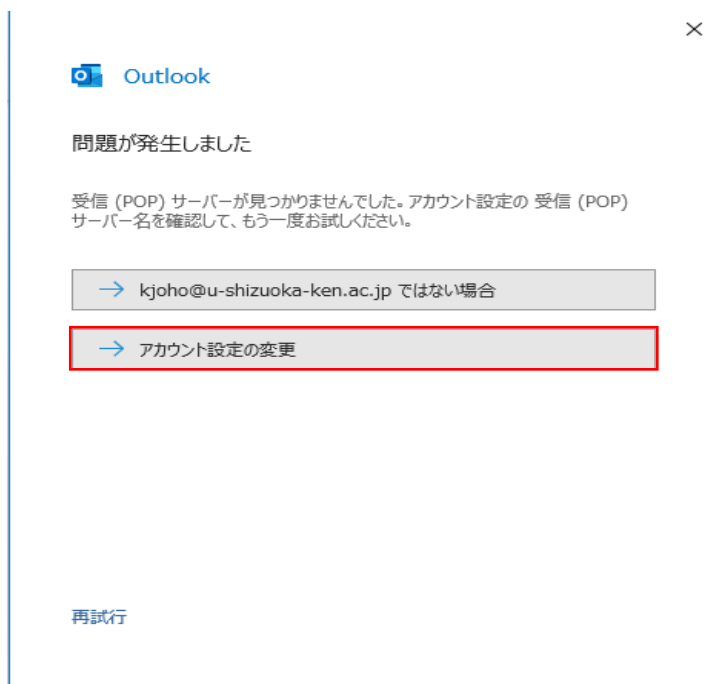 Outlook
問題が発生しました
受信 (POP) サーバーが見つかりませんでした。アカウント設定の 受信 (POP)
サーバー名を確認して、もう一度お試しください。
→ kjoho@u-shizuoka-ken.ac.jp ではない場合
→ アカウント設定の変更
再試行